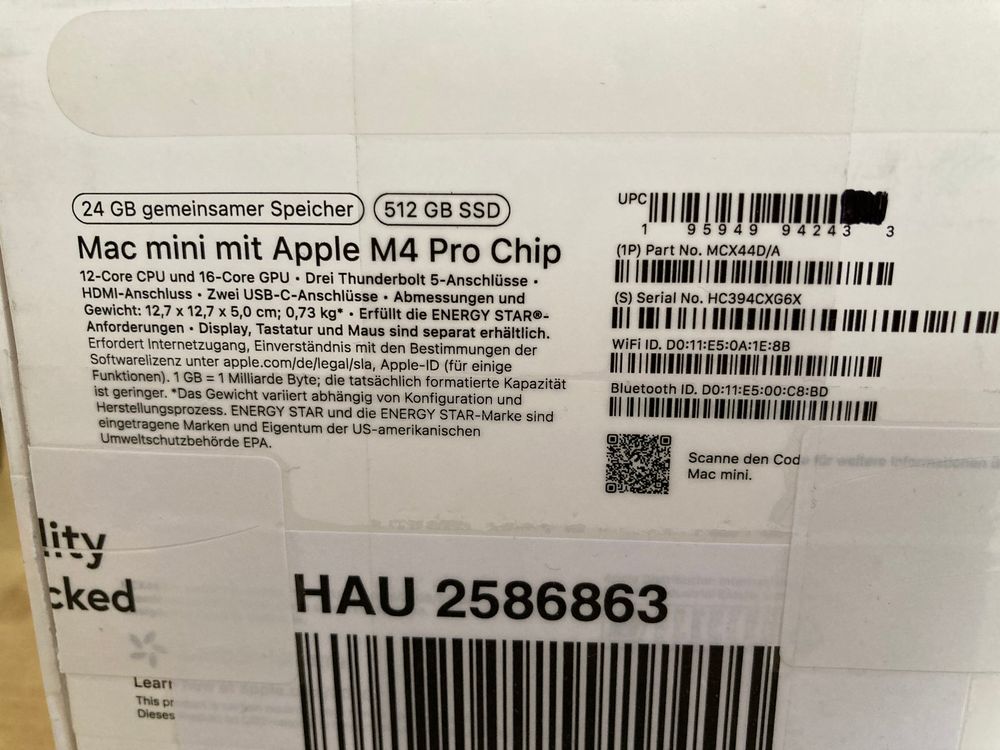 24 GB gemeinsamer Speicher
512 GB SSD
Mac mini mit Apple M4 Pro Chip
12-Core CPU und 16-Core GPU • Drei Thunderbolt 5-Anschlüsse •
HDMI-Anschluss • Zwei USB-C-Anschlüsse • Abmessungen und
Gewicht: 12,7 x 12,7 x 5,0 cm; 0,73 kg* • Erfüllt die ENERGY STAR®-
Anforderungen • Display, Tastatur und Maus sind separat erhältlich.
Erfordert Internetzugang, Einverständnis mit den Bestimmungen der
Softwarelizenz unter apple.com/de/legal/sla, Apple-ID (für einige
Funktionen). 1 GB = 1 Milliarde Byte; die tatsächlich formatierte Kapazität
ist geringer. *Das Gewicht variiert abhängig von Konfiguration und
Herstellungsprozess. ENERGY STAR und die ENERGY STAR-Marke sind
eingetragene Marken und Eigentum der US-amerikanischen
Umweltschutzbehörde EPA.
UPC
1 95949 94243 3
(1P) Part No. MCX44D/A
(S) Serial No. HC394CXG6X
WiFi ID. D0:11:E5:0A:1E:8B
Bluetooth ID. D0:11:E5:00:C8:BD
Scanne den Code für weitere Informationen
Mac mini.
lity
cked
HAU 2586863
Learn
This pr
Dieses